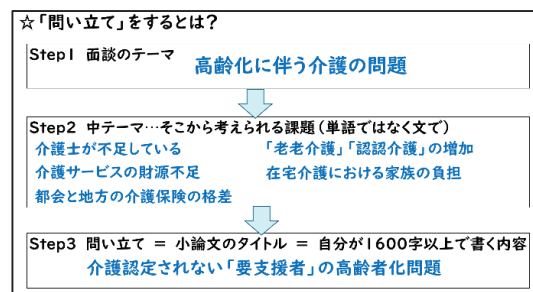 ☆「問い立て」をするとは？
Step1 面談のテーマ
高齢化に伴う介護の問題
Step2 中テーマ…そこから考えられる課題（単語ではなく文で）
介護士が不足している
「老老介護」「認認介護」の増加
介護サービスの財源不足
在宅介護における家族の負担
都会と地方の介護保険の格差
Step3 問い立て ＝ 小論文のタイトル ＝ 自分が1600字以上で書く内容
介護認定されない「要支援者」の高齢者化問題